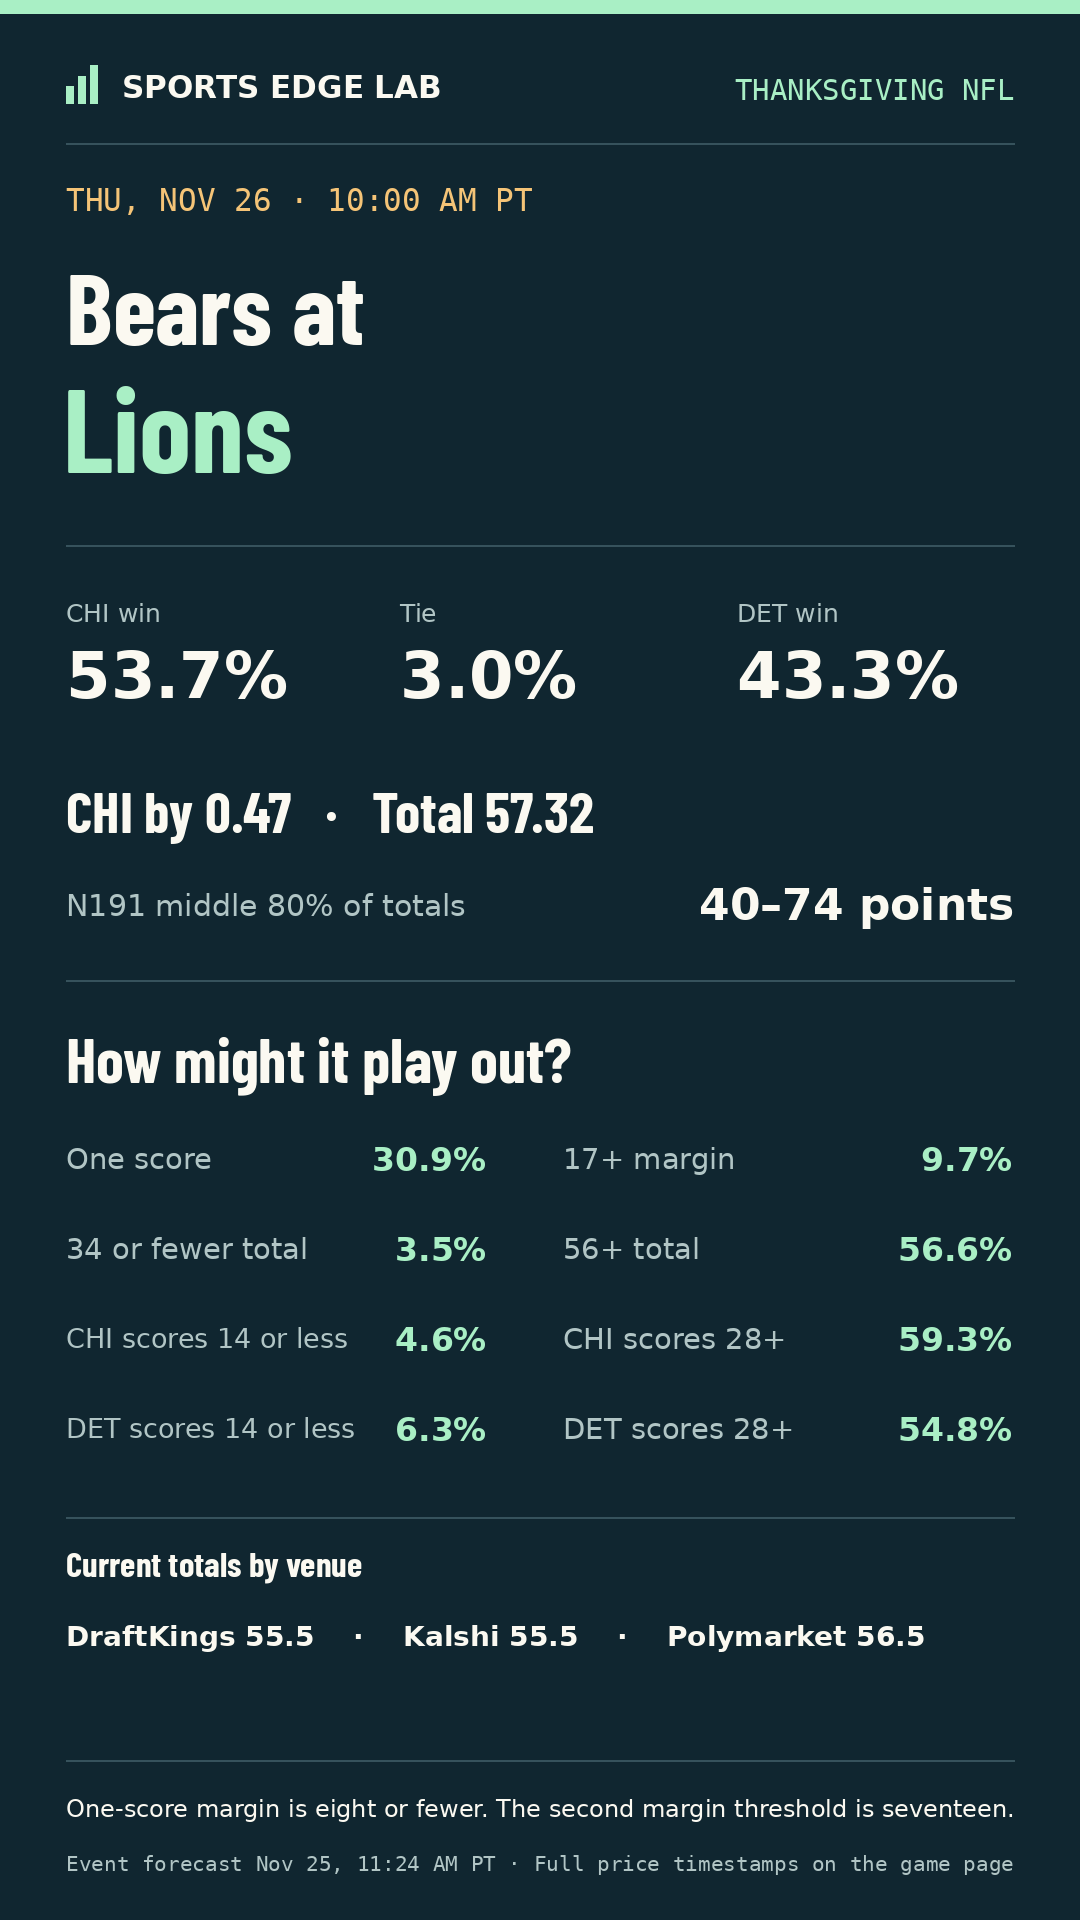 SPORTS EDGE LAB
THANKSGIVING NFL
THU, NOV 26 · 10:00 AM PT
Bears at
Lions
CHI win Tie DET win
53.7% 3.0% 43.3%
CHI by 0.47 · Total 57.32
N191 middle 80% of totals 40–74 points
How might it play out?
One score 30.9% 17+ margin 9.7%
34 or fewer total 3.5% 56+ total 56.6%
CHI scores 14 or less 4.6% CHI scores 28+ 59.3%
DET scores 14 or less 6.3% DET scores 28+ 54.8%
Current totals by venue
DraftKings 55.5 · Kalshi 55.5 · Polymarket 56.5
One-score margin is eight or fewer. The second margin threshold is seventeen.
Event forecast Nov 25, 11:24 AM PT · Full price timestamps on the game page